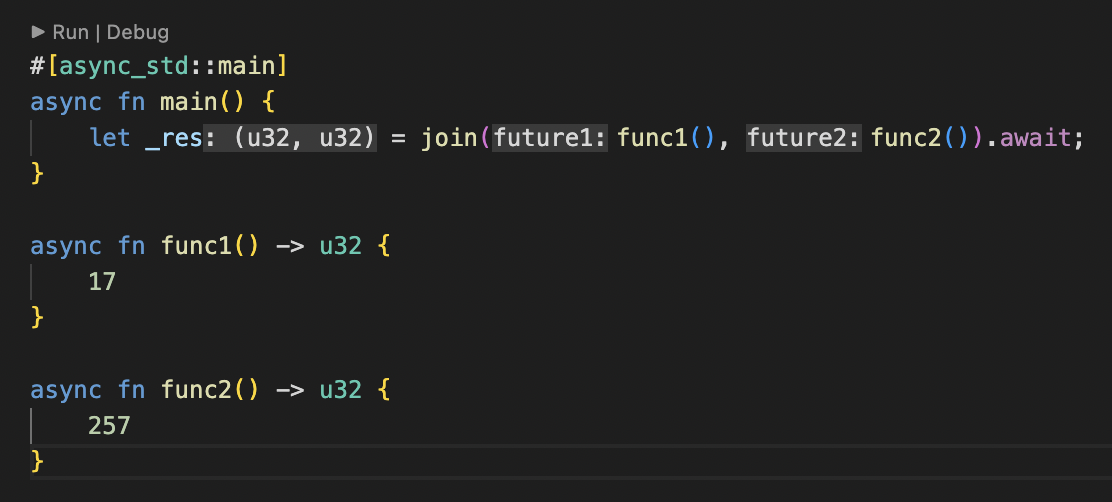 ▶ Run | Debug
#[async_std::main]
async fn main() {
    let _res: (u32, u32) = join(future1: func1(), future2: func2()).await;
}
async fn func1() -> u32 {
    17
}
async fn func2() -> u32 {
    257
}